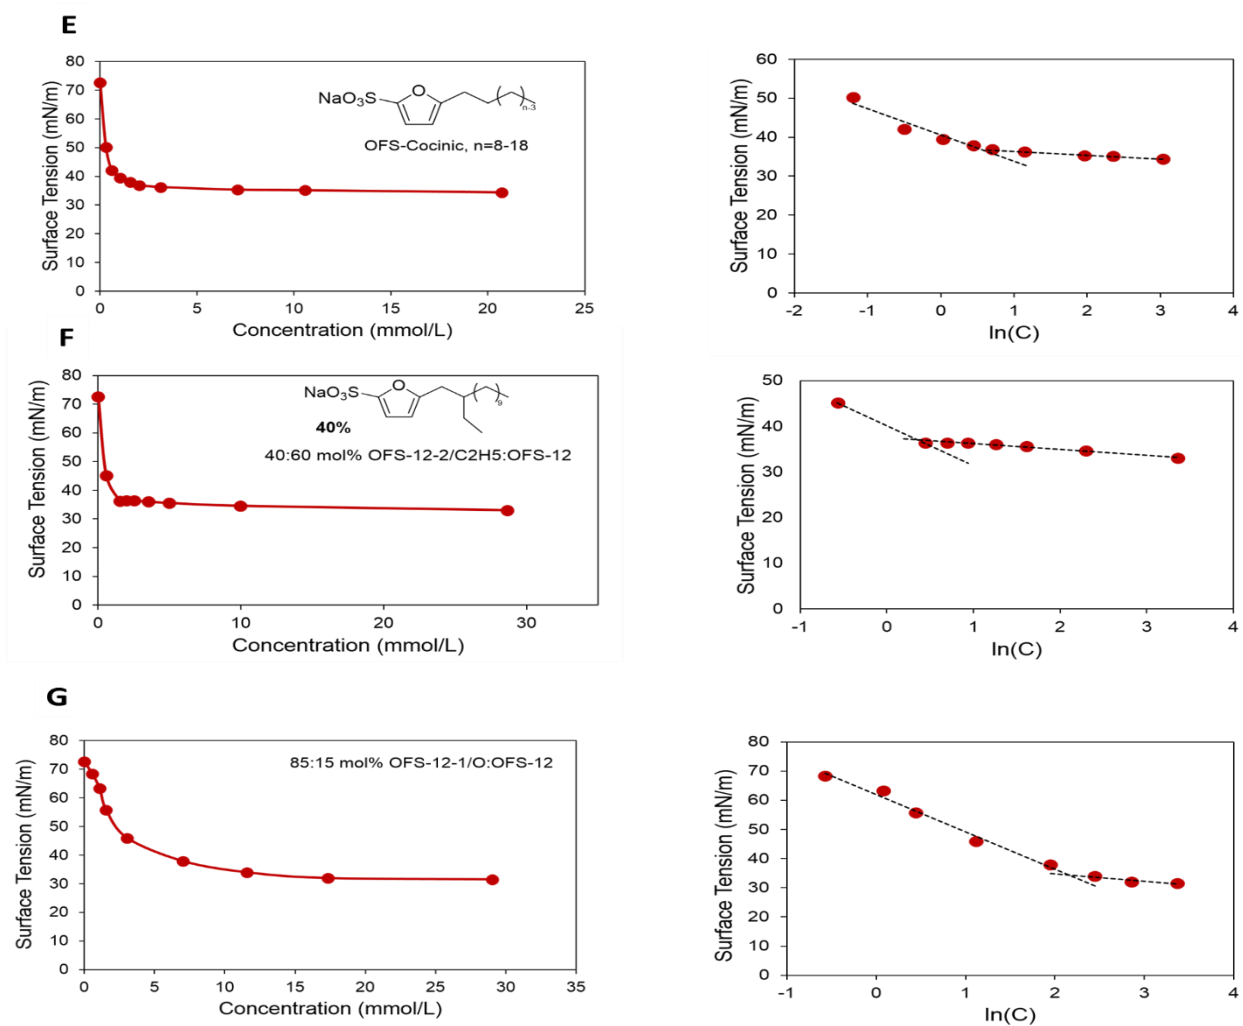 E
80
70
60
50
40
30
20
10
0
0 5 10 15 20 25
Surface Tension (mN/m)
Concentration (mmol/L)
NaO3S O n-3
OFS-Cocinic, n=8-18
60
50
40
30
20
10
0
-2 -1 0 1 2 3 4
Surface Tension (mN/m)
ln(C)
F
80
70
60
50
40
30
20
10
0
0 10 20 30
Surface Tension (mN/m)
Concentration (mmol/L)
NaO3S O 9
40%
40:60 mol% OFS-12-2/C2H5:OFS-12
50
40
30
20
10
0
-1 0 1 2 3 4
Surface Tension (mN/m)
ln(C)
G
80
70
60
50
40
30
20
10
0
0 5 10 15 20 25 30 35
Surface Tension (mN/m)
Concentration (mmol/L)
85:15 mol% OFS-12-1/O:OFS-12
80
70
60
50
40
30
20
10
0
-1 0 1 2 3 4
Surface Tension (mN/m)
ln(C)